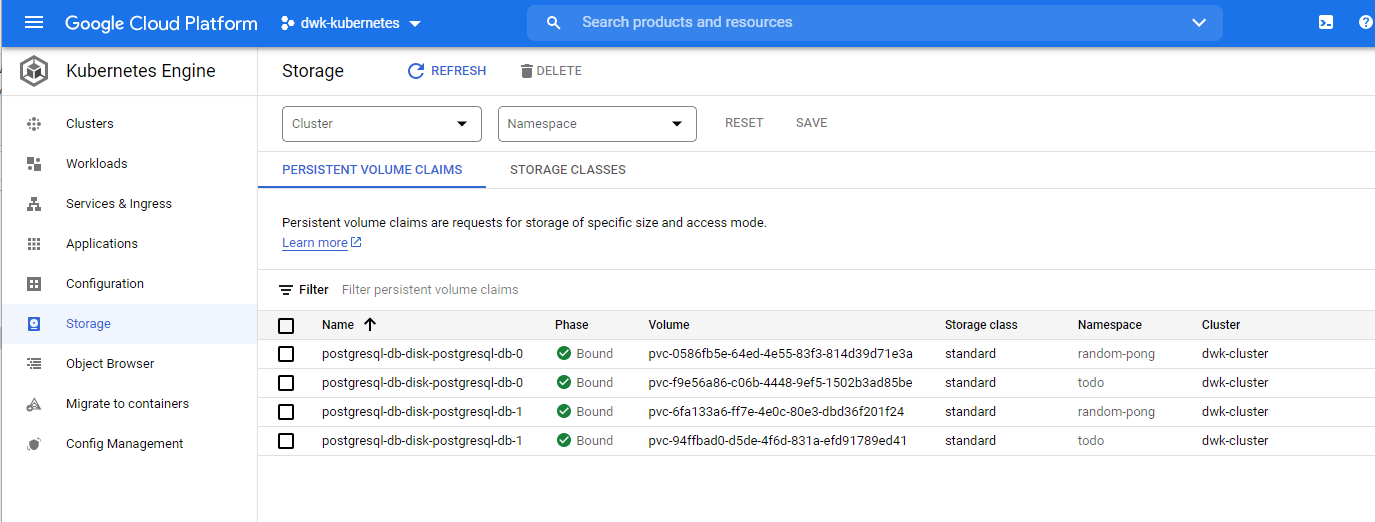 Google Cloud Platform dwk-kubernetes Search products and resources
Kubernetes Engine
Storage REFRESH DELETE
Clusters
Workloads
Services & Ingress
Applications
Configuration
Storage
Object Browser
Migrate to containers
Config Management
Cluster Namespace RESET SAVE
PERSISTENT VOLUME CLAIMS STORAGE CLASSES
Persistent volume claims are requests for storage of specific size and access mode.
Learn more
Filter Filter persistent volume claims
Name Phase Volume Storage class Namespace Cluster
postgresql-db-disk-postgresql-db-0 Bound pvc-0586fb5e-64ed-4e55-83f3-814d39d71e3a standard random-pong dwk-cluster
postgresql-db-disk-postgresql-db-0 Bound pvc-f9e56a86-c06b-4448-9ef5-1502b3ad85be standard todo dwk-cluster
postgresql-db-disk-postgresql-db-1 Bound pvc-6fa133a6-ff7e-4e0c-80e3-dbd36f201f24 standard random-pong dwk-cluster
postgresql-db-disk-postgresql-db-1 Bound pvc-94ffbad0-d5de-4f6d-831a-efd91789ed41 standard todo dwk-cluster